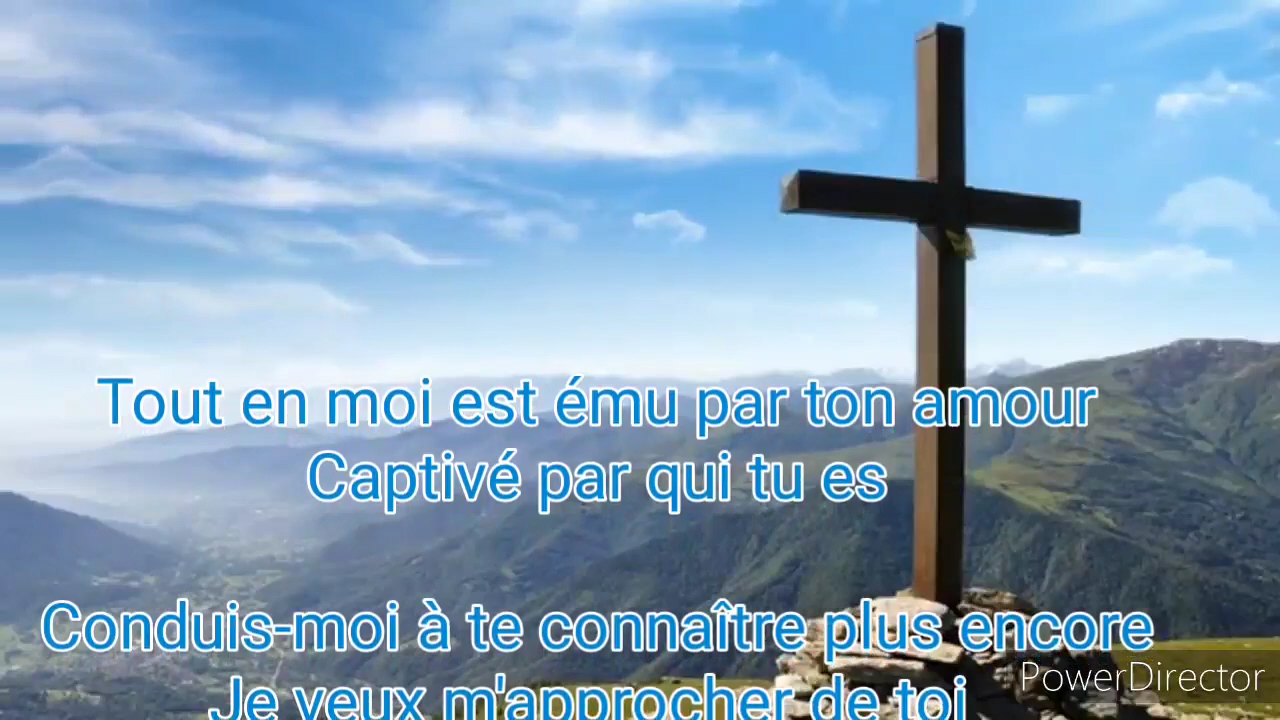 Tout en moi est ému par ton amour
Captivé par qui tu es
Conduis-moi à te connaître plus encore
Je veux m'approcher de toi
PowerDirector